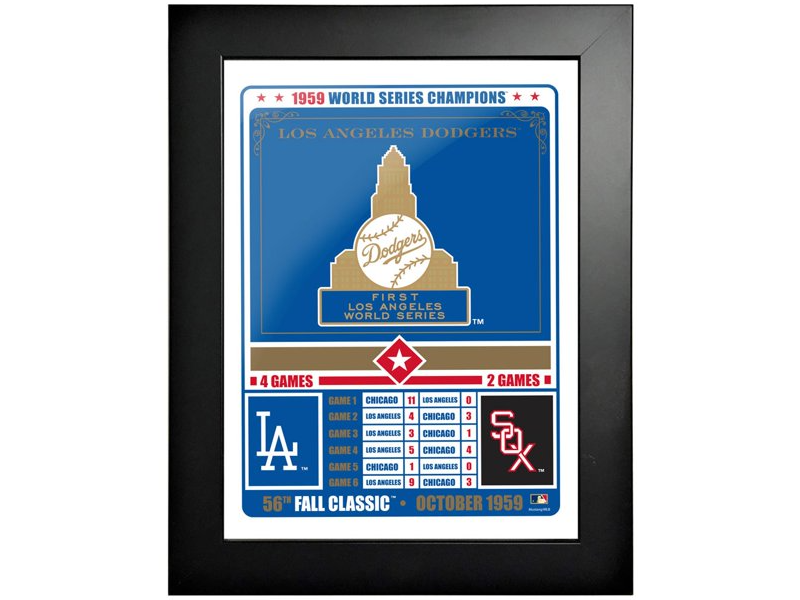 1959 WORLD SERIES CHAMPIONS
LOS ANGELES DODGERS
Dodgers
FIRST
LOS ANGELES
WORLD SERIES
TM
4 GAMES 2 GAMES
GAME 1 CHICAGO 11 LOS ANGELES 0
GAME 2 LOS ANGELES 4 CHICAGO 3
GAME 3 LOS ANGELES 3 CHICAGO 1
GAME 4 LOS ANGELES 5 CHICAGO 4
GAME 5 CHICAGO 1 LOS ANGELES 0
GAME 6 LOS ANGELES 9 CHICAGO 3
LA TM
SOX TM
56TH FALL CLASSIC™ • OCTOBER 1959